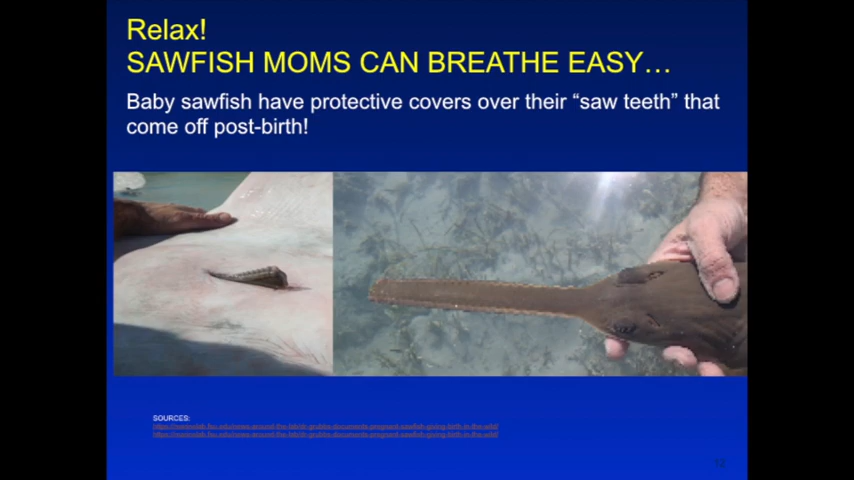 Relax!
SAWFISH MOMS CAN BREATHE EASY…
Baby sawfish have protective covers over their “saw teeth” that
come off post-birth!
SOURCES: